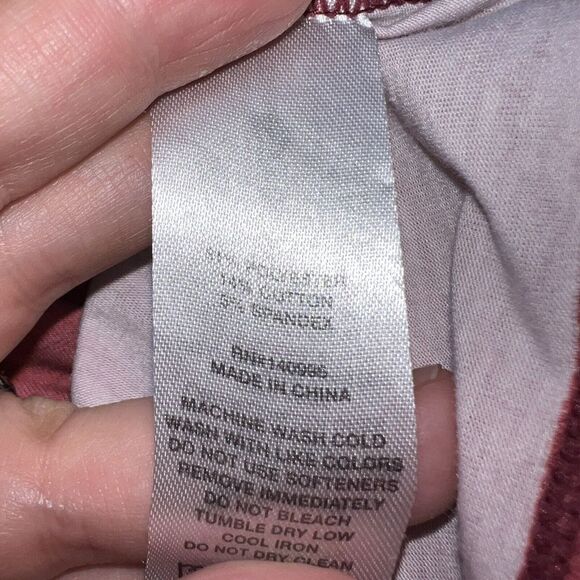 81% POLYESTER
14% COTTON
5% SPANDEX
RN#140996
MADE IN CHINA
MACHINE WASH COLD
WASH WITH LIKE COLORS
DO NOT USE SOFTENERS
REMOVE IMMEDIATELY
DO NOT BLEACH
TUMBLE DRY LOW
COOL IRON
DO NOT DRY CLEAN